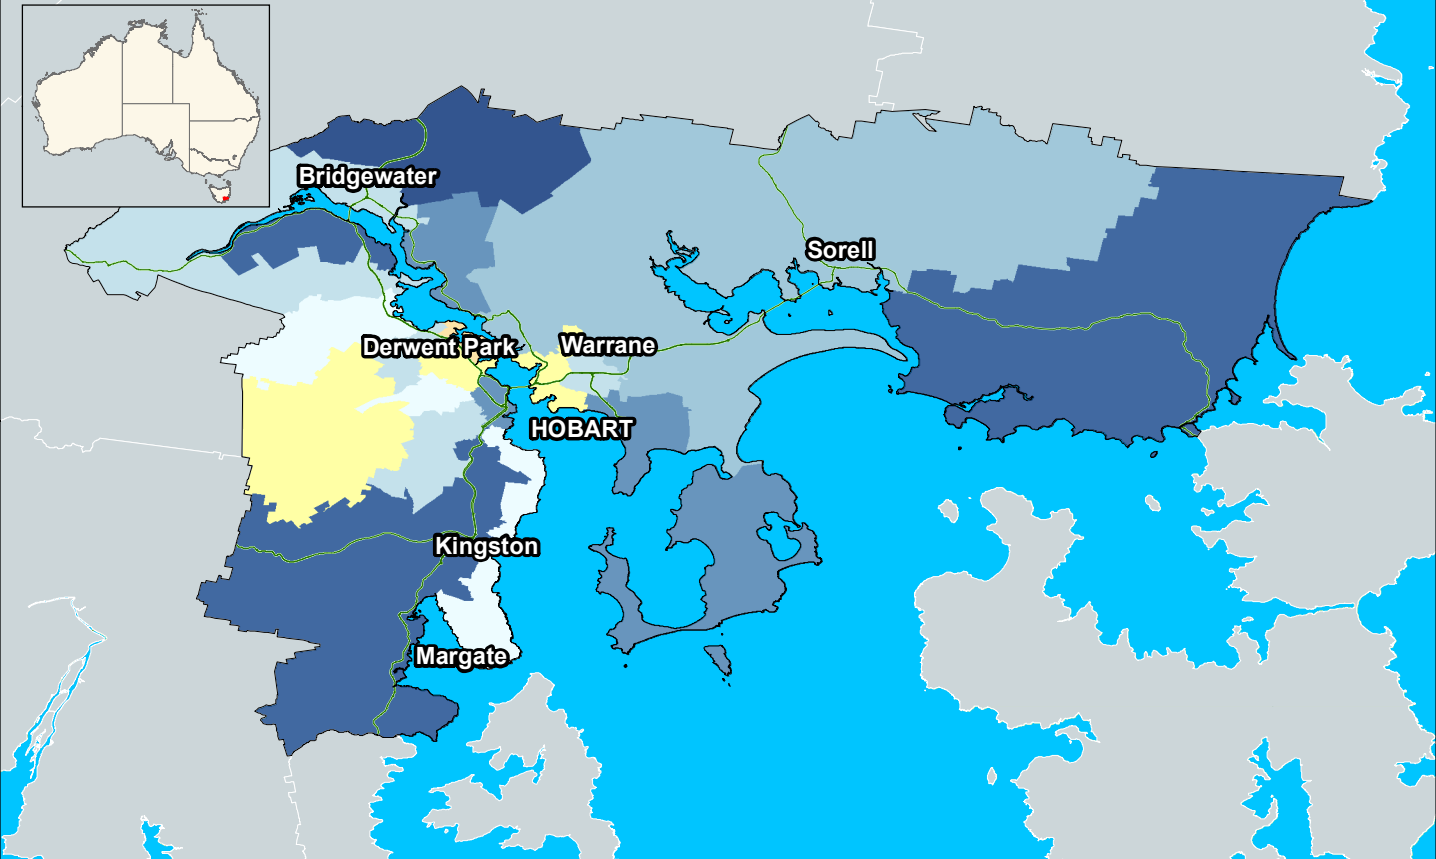 Bridgewater
Sorell
Derwent Park
Warrane
HOBART
Kingston
Margate